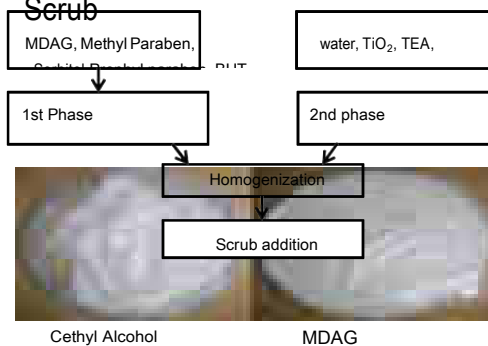 Scrub
MDAG, Methyl Paraben,
water, TiO₂, TEA,
1st Phase
2nd phase
Homogenization
Scrub addition
Cethyl Alcohol
MDAG